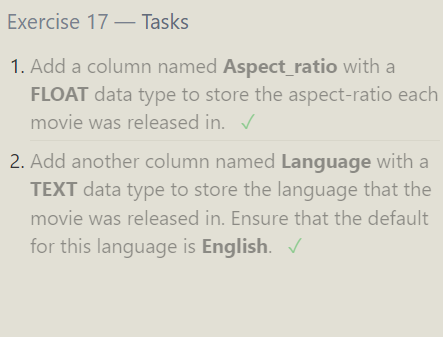 Exercise 17 — Tasks
1. Add a column named Aspect_ratio with a
FLOAT data type to store the aspect-ratio each
movie was released in. ✓
2. Add another column named Language with a
TEXT data type to store the language that the
movie was released in. Ensure that the default
for this language is English. ✓